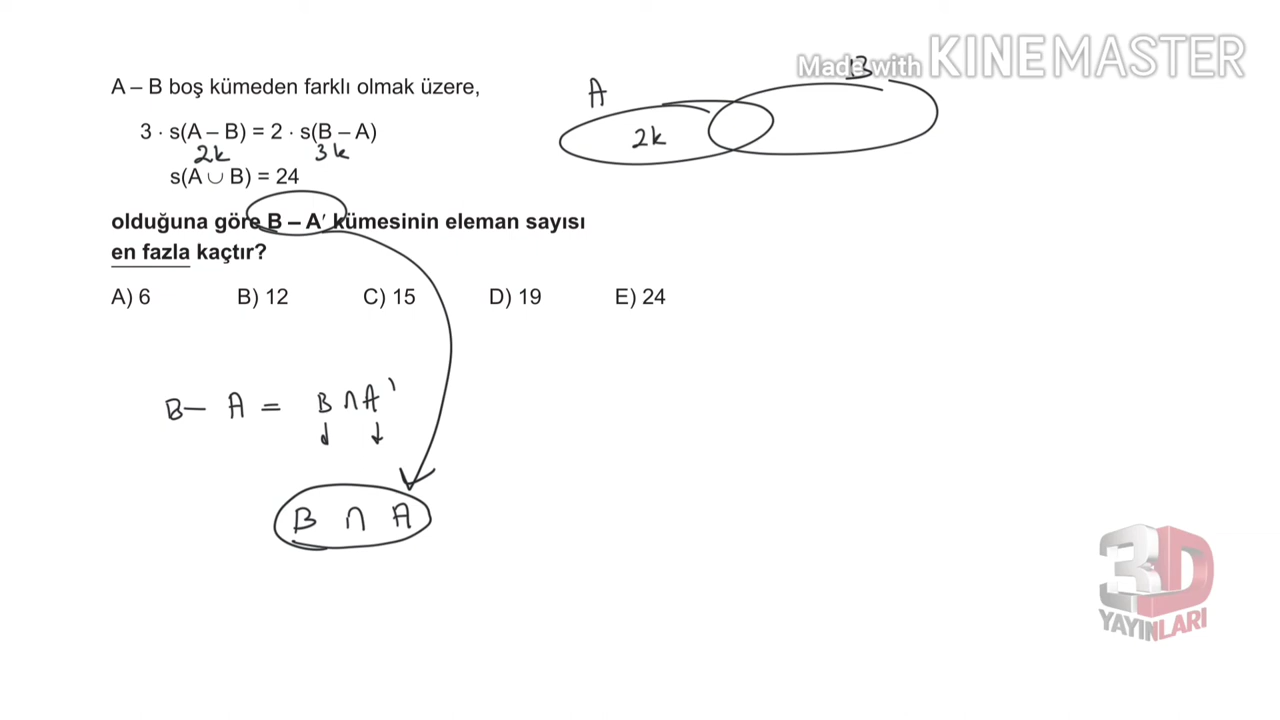 Made with KINEMASTER
A – B boş kümeden farklı olmak üzere,
3 · s(A – B) = 2 · s(B – A)
2k 3k
s(A ∪ B) = 24
olduğuna göre B – A′ kümesinin eleman sayısı
en fazla kaçtır?
A) 6 B) 12 C) 15 D) 19 E) 24
A B
2k
B – A = B ∩ A'
B ∩ A
3D
YAYINLARI